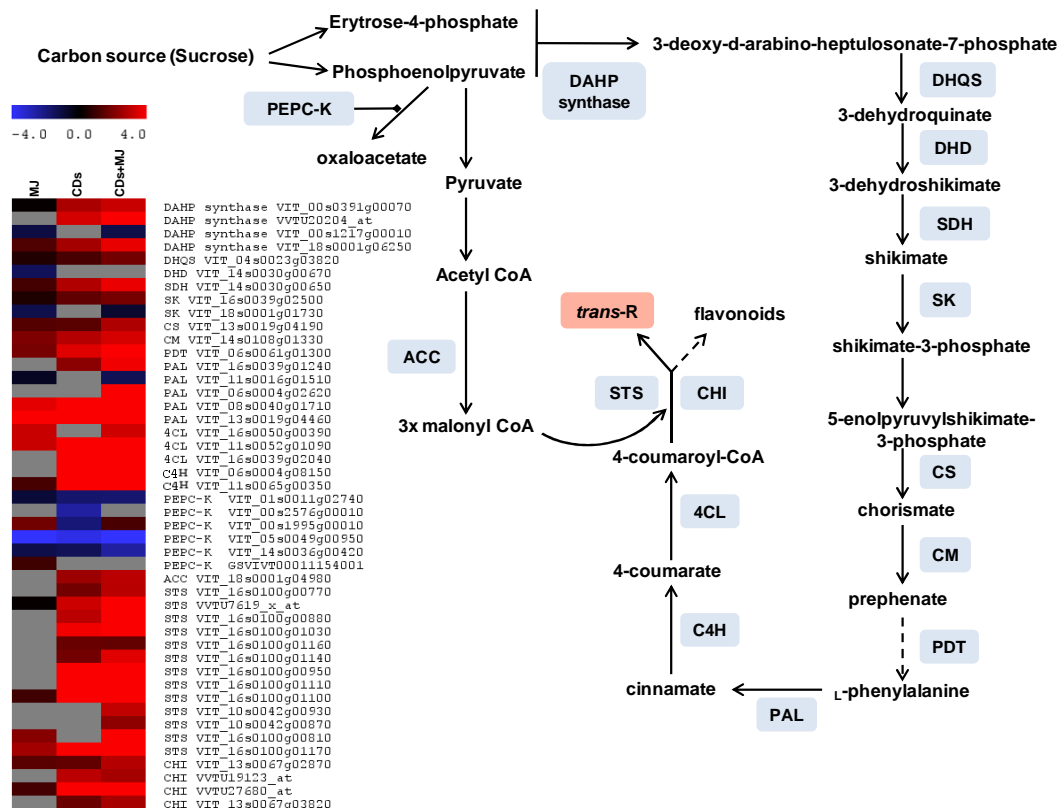 Erytrose-4-phosphate
Carbon source (Sucrose)
Phosphoenolpyruvate
3-deoxy-d-arabino-heptulosonate-7-phosphate
DAHP
synthase
PEPC-K
oxaloacetate
Pyruvate
Acetyl CoA
ACC
3x malonyl CoA
DHQS
3-dehydroquinate
DHD
3-dehydroshikimate
SDH
shikimate
SK
shikimate-3-phosphate
5-enolpyruvylshikimate-
3-phosphate
CS
chorismate
CM
prephenate
PDT
L-phenylalanine
PAL
cinnamate
C4H
4-coumarate
4CL
4-coumaroyl-CoA
STS
CHI
trans-R
flavonoids
-4.0 0.0 4.0
MJ
CDs
CDs+MJ
DAHP synthase VIT_00s0391g00070
DAHP synthase VVTU20204_at
DAHP synthase VIT_00s1217g00010
DAHP synthase VIT_18s0001g06250
DHQS VIT_04s0023g03820
DHD VIT_14s0030g00670
SDH VIT_14s0030g00650
SK VIT_16s0039g02500
SK VIT_18s0001g01730
CS VIT_13s0019g04190
CM VIT_14s0108g01330
PDT VIT_06s0061g01300
PAL VIT_16s0039g01240
PAL VIT_11s0016g01510
PAL VIT_06s0004g02620
PAL VIT_08s0040g01710
PAL VIT_13s0019g04460
4CL VIT_16s0050g00390
4CL VIT_11s0052g01090
4CL VIT_16s0039g02040
C4H VIT_06s0004g08150
C4H VIT_11s0065g00350
PEPC-K VIT_01s0011g02740
PEPC-K VIT_00s2576g00010
PEPC-K VIT_00s1995g00010
PEPC-K VIT_05s0049g00950
PEPC-K VIT_14s0036g00420
PEPC-K GSVIVT00011154001
ACC VIT_18s0001g04980
STS VIT_16s0100g00770
STS VVTU7619_x_at
STS VIT_16s0100g00880
STS VIT_16s0100g01030
STS VIT_16s0100g01160
STS VIT_16s0100g01140
STS VIT_16s0100g00950
STS VIT_16s0100g01110
STS VIT_16s0100g01100
STS VIT_10s0042g00930
STS VIT_10s0042g00870
STS VIT_16s0100g00810
STS VIT_16s0100g01170
CHI VIT_13s0067g02870
CHI VVTU19123_at
CHI VVTU27680_at
CHI VIT_13s0067g03820